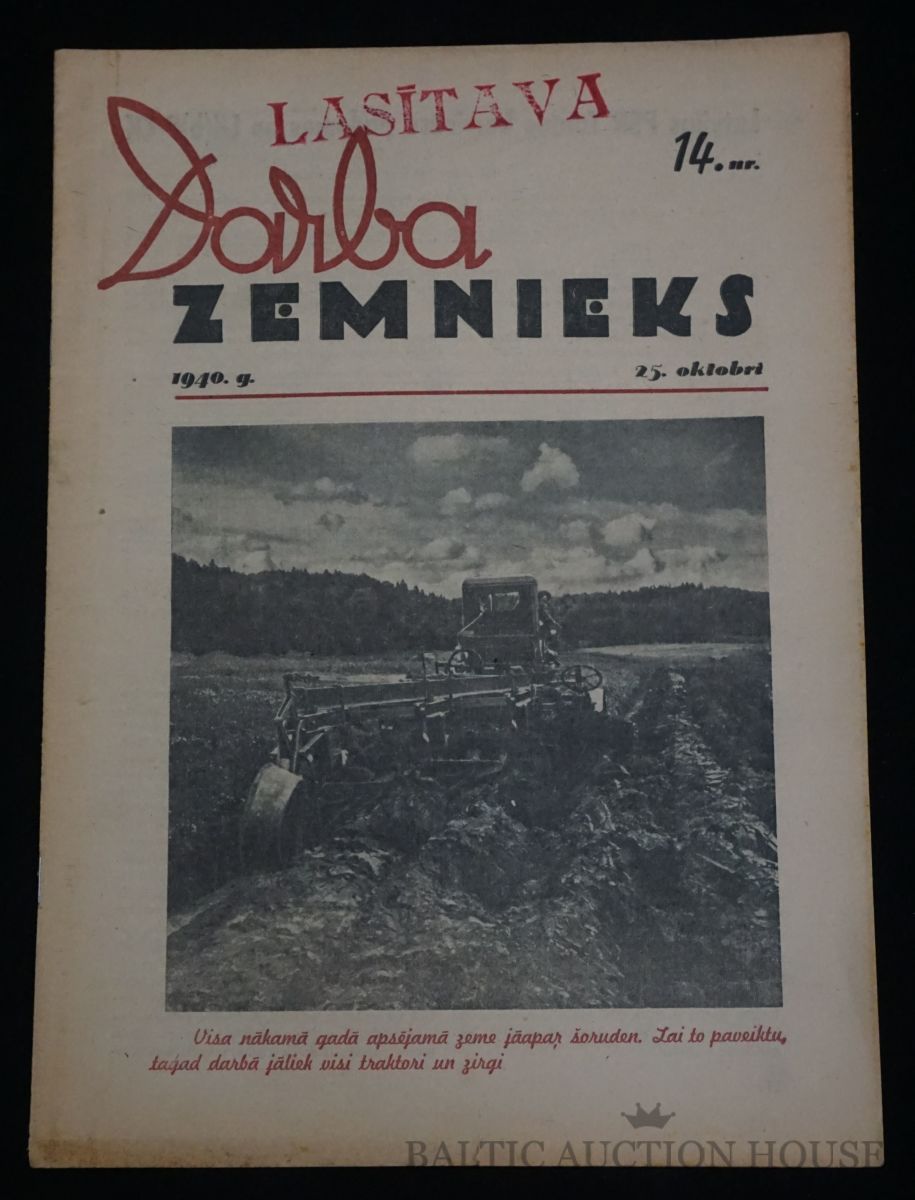 LASĪTAVA
14. nr.
Darba
ZEMNIEKS
1940. g. 25. oktobrī
Visa nākamā gadā apsējamā zeme jāapaŗ šoruden. Lai to paveiktu,
tagad darbā jāliek visi traktori un zirgi
BALTIC AUCTION HOUSE